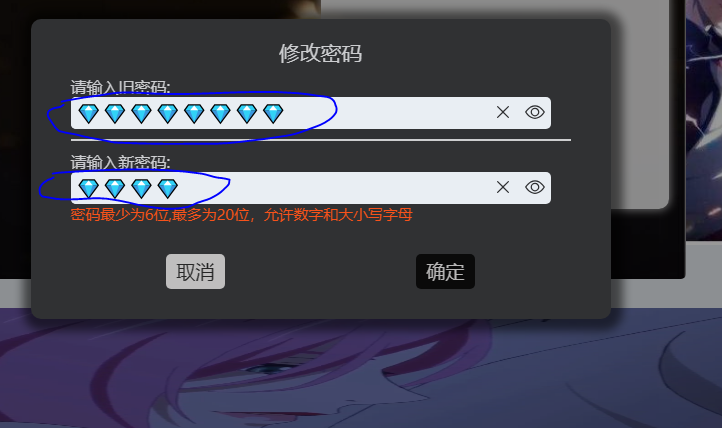 修改密码
请输入旧密码:
请输入新密码:
密码最少为6位,最多为20位，允许数字和大小写字母
取消
确定